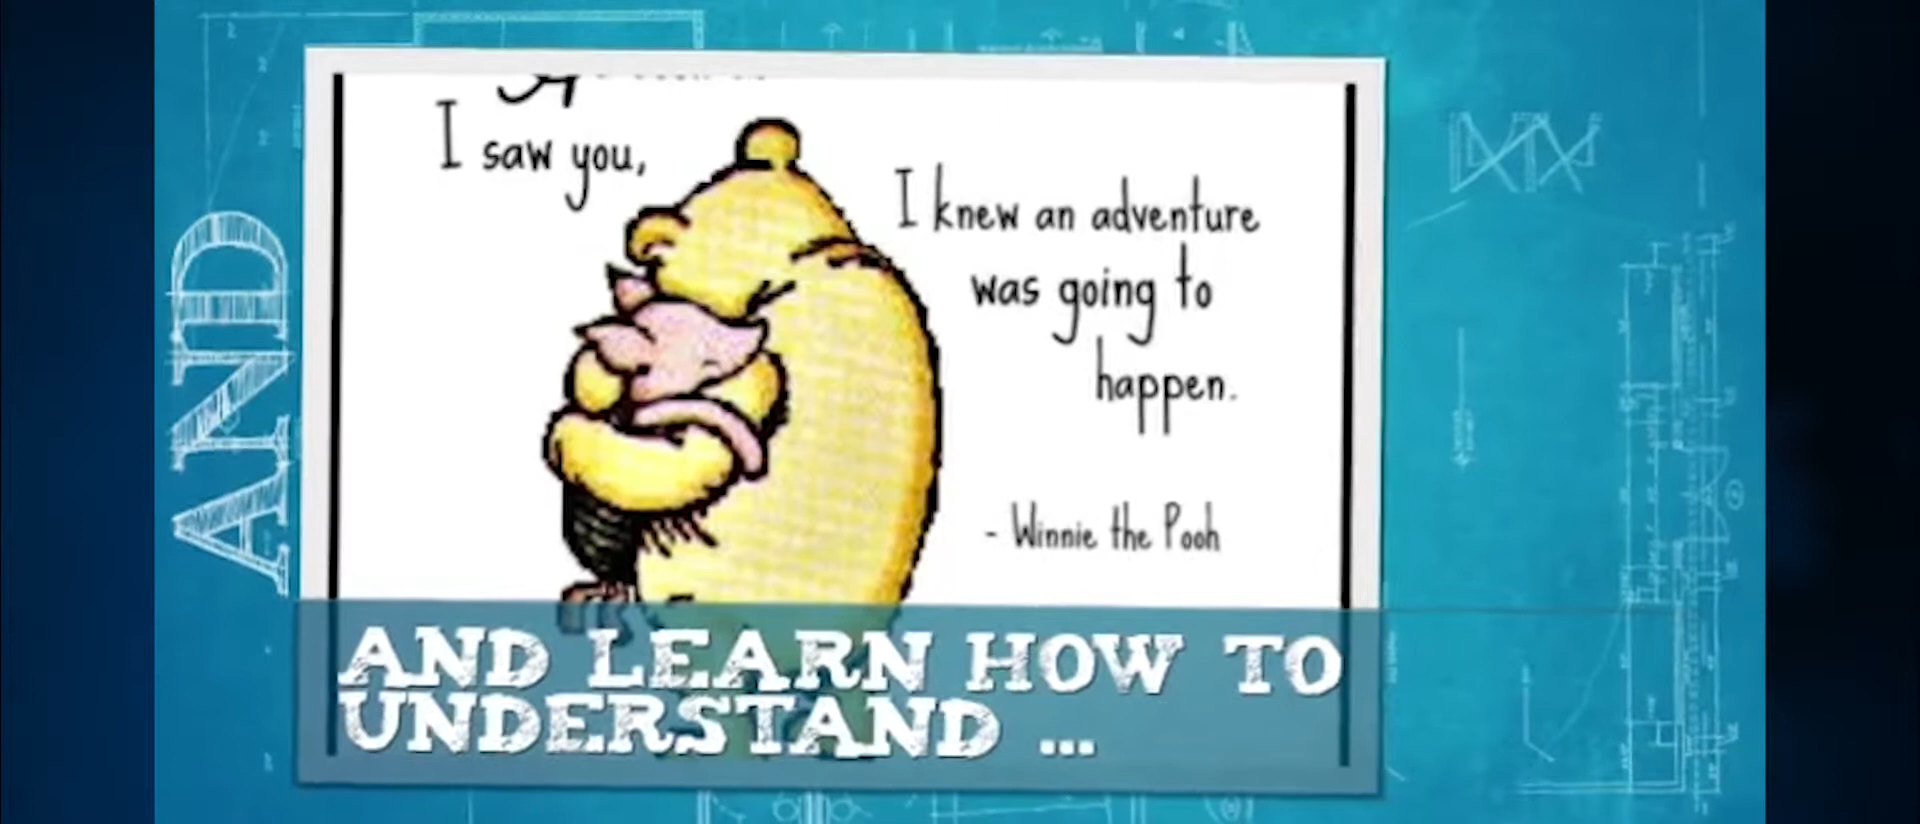 AND
I saw you,
I knew an adventure
was going to
happen.
- Winnie the Pooh
AND LEARN HOW TO
UNDERSTAND ...